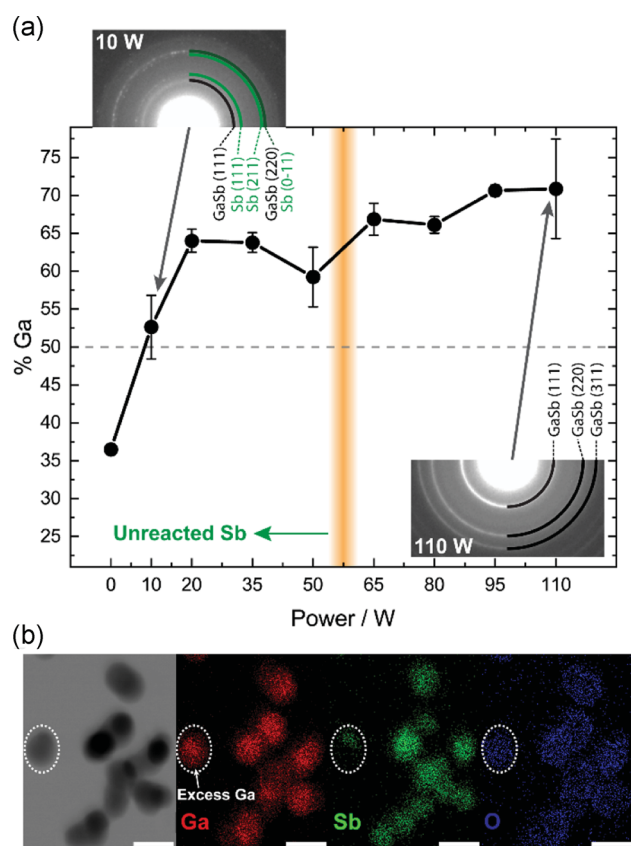 (a)
10 W
GaSb (111)
Sb (111)
Sb (211)
GaSb (220)
Sb (0-11)
75
70
65
60
55
50
45
40
35
30
25
% Ga
GaSb (111)
GaSb (220)
GaSb (311)
110 W
Unreacted Sb
0 10 20 35 50 65 80 95 110
Power / W
(b)
Excess Ga
Ga Sb O